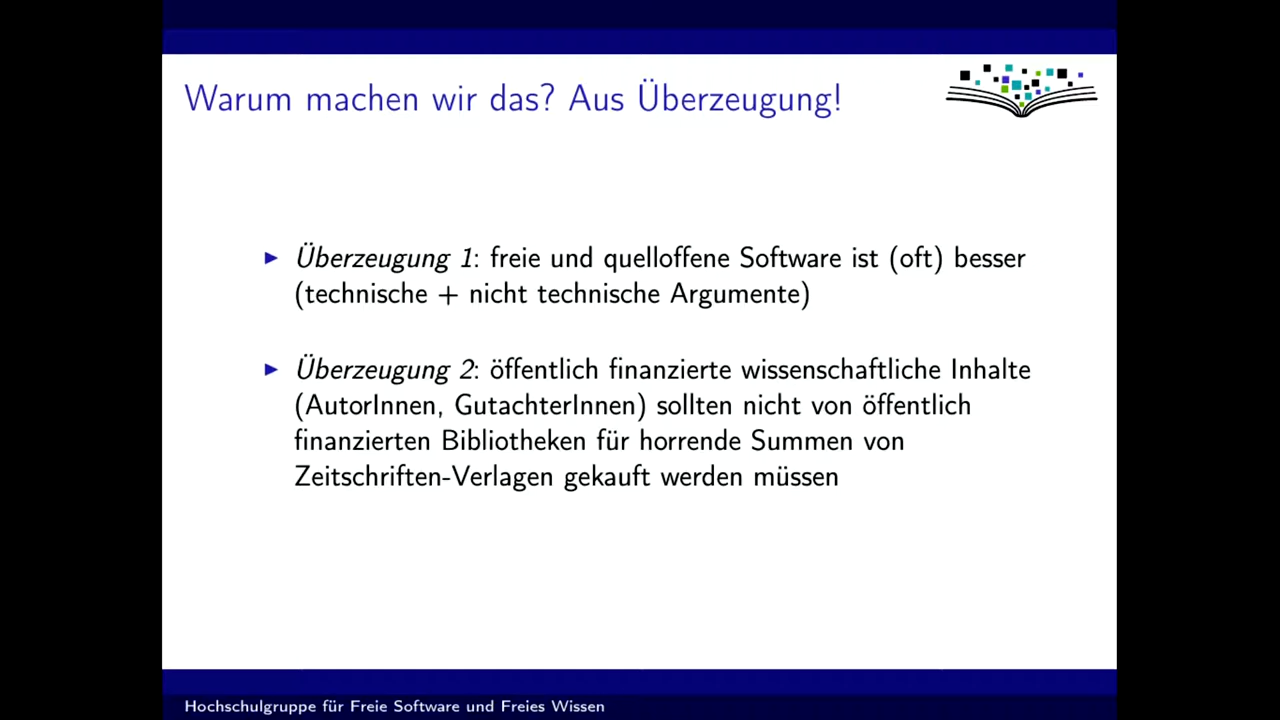 Warum machen wir das? Aus Überzeugung!
Überzeugung 1: freie und quelloffene Software ist (oft) besser
(technische + nicht technische Argumente)
Überzeugung 2: öffentlich finanzierte wissenschaftliche Inhalte
(AutorInnen, GutachterInnen) sollten nicht von öffentlich
finanzierten Bibliotheken für horrende Summen von
Zeitschriften-Verlagen gekauft werden müssen
Hochschulgruppe für Freie Software und Freies Wissen